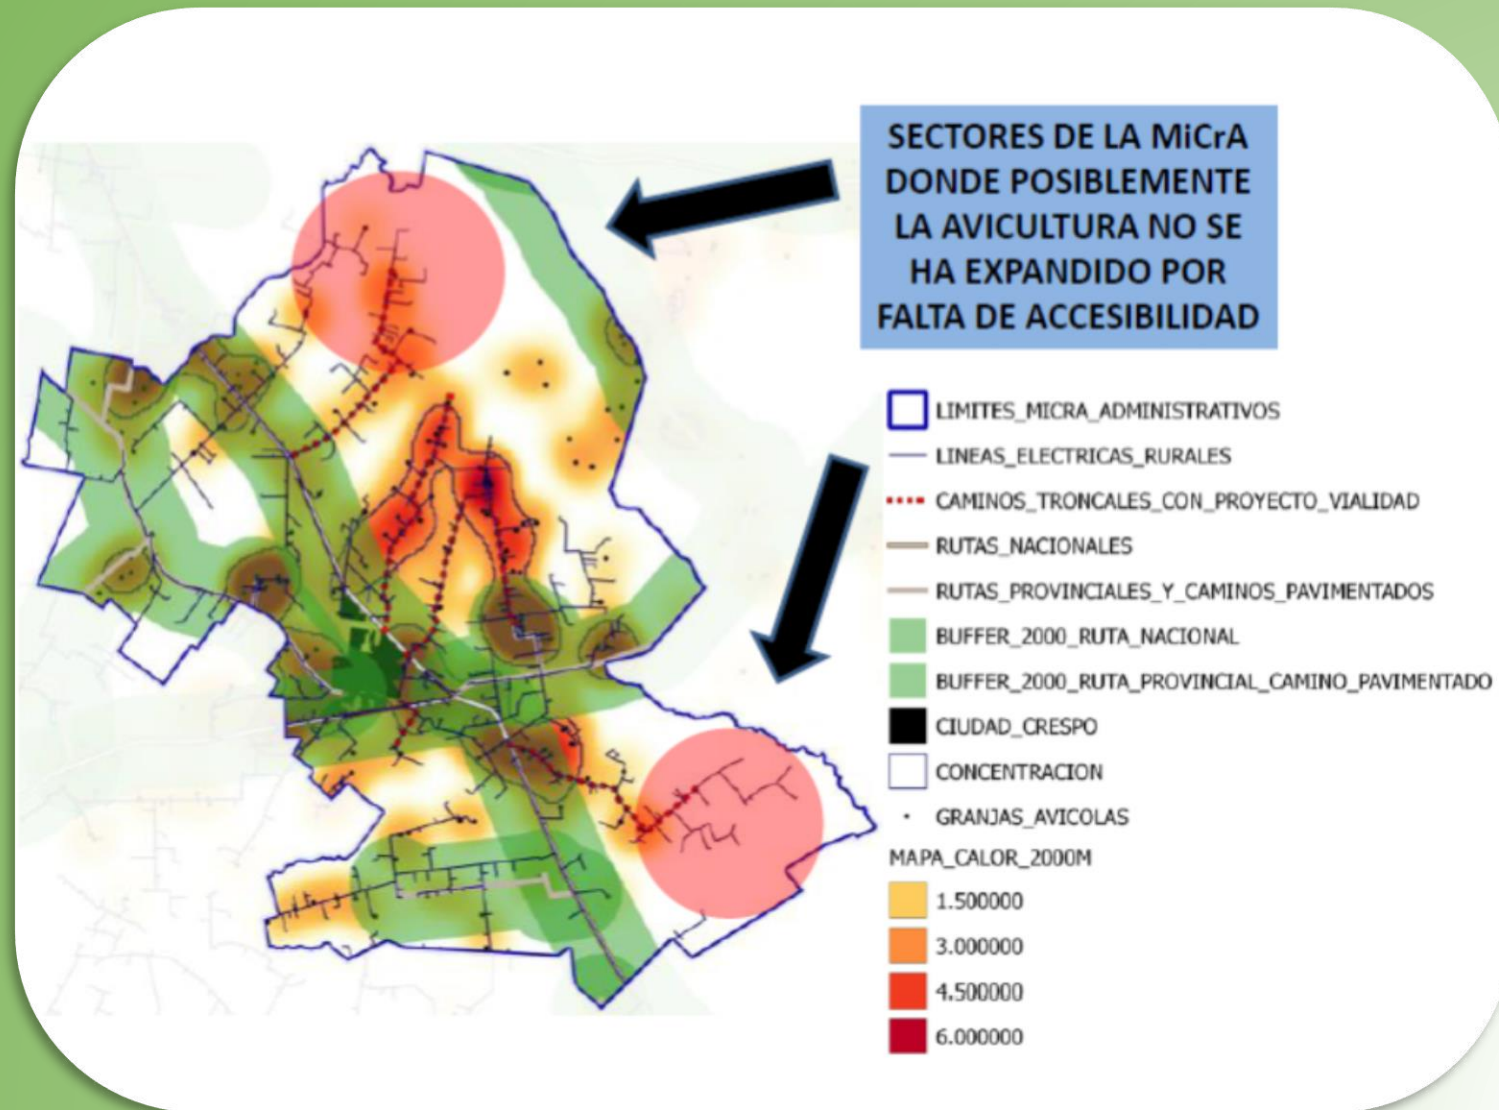 SECTORES DE LA MiCrA
DONDE POSIBLEMENTE
LA AVICULTURA NO SE
HA EXPANDIDO POR
FALTA DE ACCESIBILIDAD
LIMITES_MICRA_ADMINISTRATIVOS
LINEAS_ELECTRICAS_RURALES
CAMINOS_TRONCALES_CON_PROYECTO_VIALIDAD
RUTAS_NACIONALES
RUTAS_PROVINCIALES_Y_CAMINOS_PAVIMENTADOS
BUFFER_2000_RUTA_NACIONAL
BUFFER_2000_RUTA_PROVINCIAL_CAMINO_PAVIMENTADO
CIUDAD_CRESPO
CONCENTRACION
GRANJAS_AVICOLAS
MAPA_CALOR_2000M
1.500000
3.000000
4.500000
6.000000